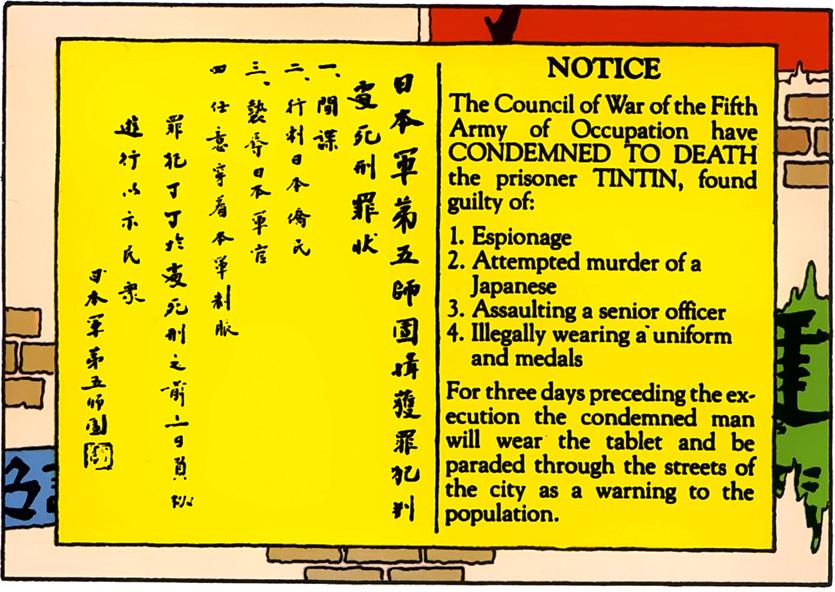 日本軍第五師團緝獲罪犯判
處死刑罪状
一、間諜
二、行刺日本僑民
三、褻辱日本軍官
四 任意穿着本軍制服
罪犯丁丁於處死刑之前三日負枷
遊行以示民衆
日本軍第五師團
NOTICE
The Council of War of the Fifth
Army of Occupation have
CONDEMNED TO DEATH
the prisoner TINTIN, found
guilty of:
1. Espionage
2. Attempted murder of a
Japanese
3. Assaulting a senior officer
4. Illegally wearing a uniform
and medals
For three days preceding the ex-
ecution the condemned man
will wear the tablet and be
paraded through the streets of
the city as a warning to the
population.